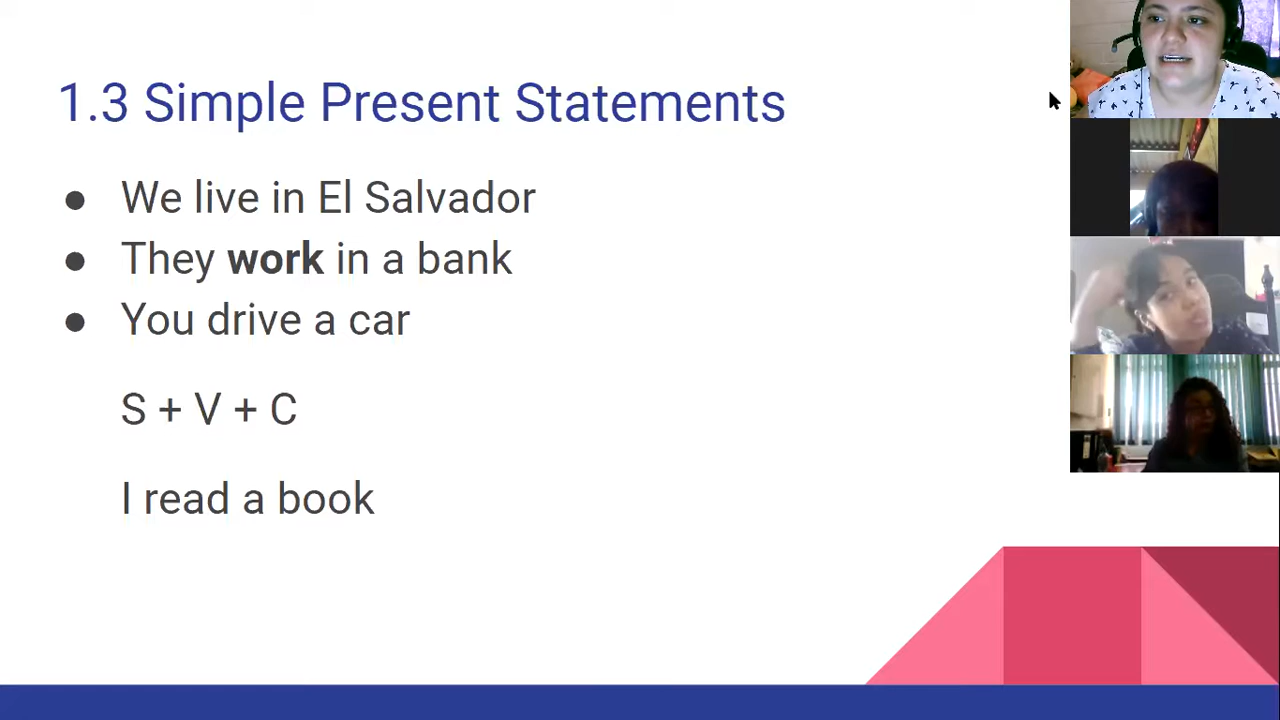 1.3 Simple Present Statements
● We live in El Salvador
● They work in a bank
● You drive a car
S + V + C
I read a book